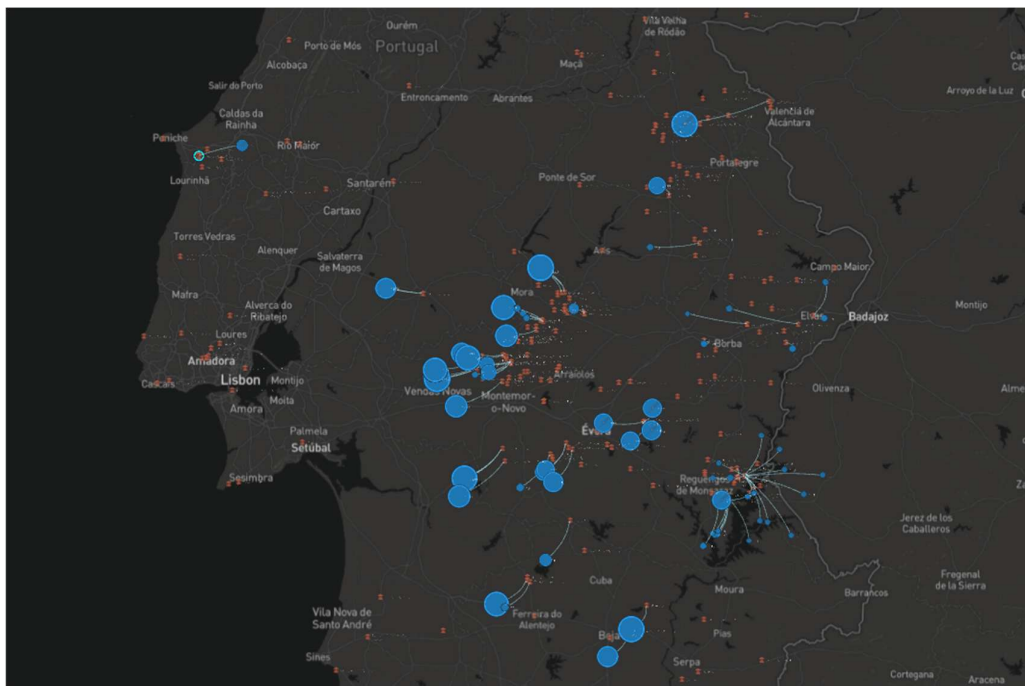 Ourém
Vila Velha
de Ródão
Porto de Mós
Portugal
Alcobaça
Maçã
Salir do Porto
Entroncamento
Abrantes
Arroyo de la Luz
Caldas da
Rainha
Valencia de
Alcántara
Peniche
Rio Maior
Portalegre
Lourinhã
Santarém
Ponte de Sor
Cartaxo
Torres Vedras
Alenquer
Salvaterra
de Magos
Avis
Campo Maior
Mafra
Mora
Alverca do
Ribatejo
Montijo
Loures
Elvas
Badajoz
Borba
Amadora
Arraiolos
Cascais
Lisbon
Montijo
Olivenza
Vendas Novas
Montemor-
o-Novo
Amora
Moita
Évora
Palmela
Setúbal
Sesimbra
Reguengos
de Monsaraz
Jerez de los
Caballeros
Cuba
Fregenal
de la Sierra
Moura
Barrancos
Vila Nova de
Santo André
Ferreira do
Alentejo
Beja
Pias
Sines
Serpa
Cortegana
Aracena